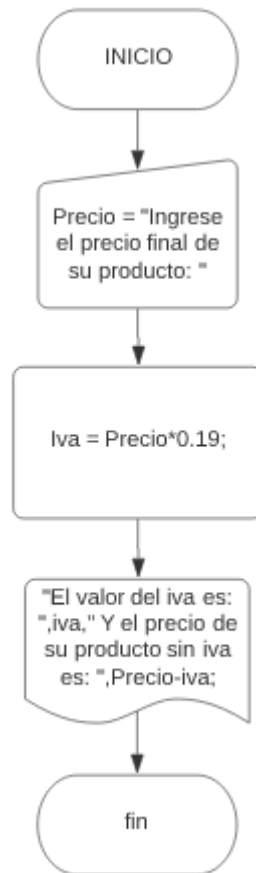 INICIO
Precio = "Ingrese
el precio final de
su producto: "
Iva = Precio*0.19;
"El valor del iva es:
",iva," Y el precio de
su producto sin iva
es: ",Precio-iva;
fin